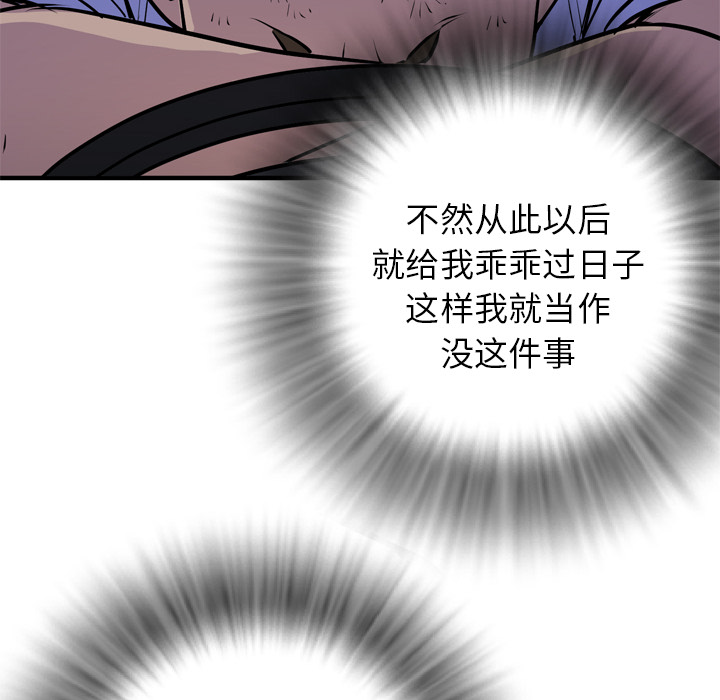 不然从此以后
就给我乖乖过日子
这样我就当作
没这件事